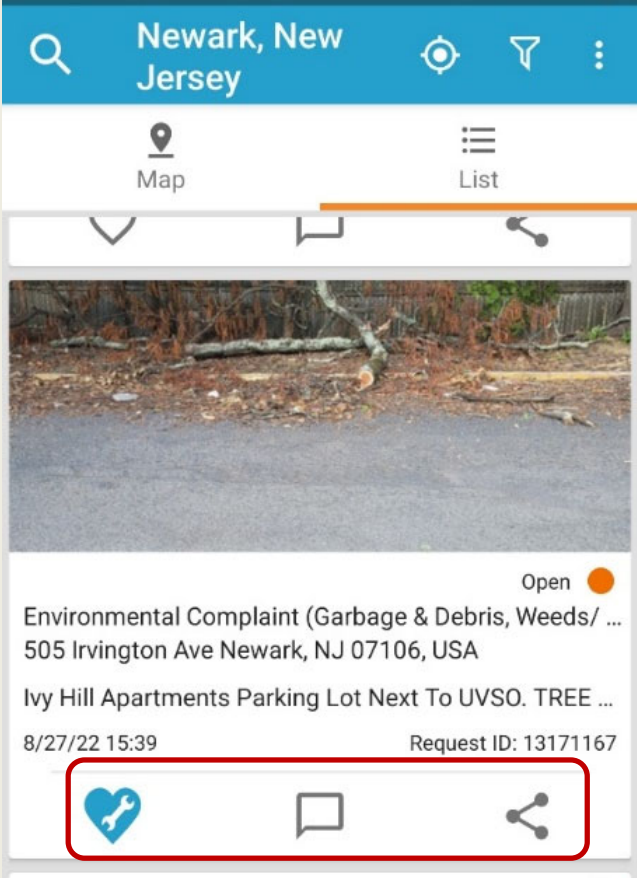 Newark, New
Jersey
Map
List
Open
Environmental Complaint (Garbage & Debris, Weeds/ ...
505 Irvington Ave Newark, NJ 07106, USA
Ivy Hill Apartments Parking Lot Next To UVSO. TREE ...
8/27/22 15:39 Request ID: 13171167